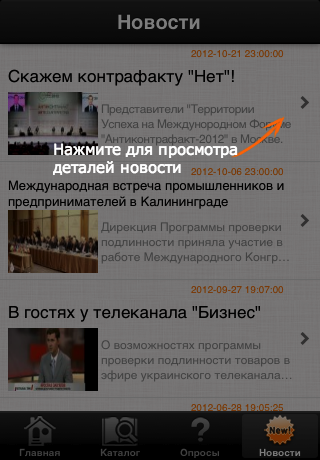 Новости
2012-10-21 23:00:00
Скажем контрафакту "Нет"!
Представители "Территории
Успеха на Международном Форуме
"Антиконтрафакт-2012" в Москве.
Нажмите для просмотра
деталей новости
2012-10-06 23:00:00
Международная встреча промышленников и
предпринимателей в Калининграде
Дирекция Программы проверки
подлинности приняла участие в
работе Международного Конгр...
2012-09-27 19:07:00
В гостях у телеканала "Бизнес"
О возможностях программы
проверки подлинности товаров в
эфире украинского телеканала...
2012-06-28 19:05:25
New!
Главная
Каталог
Опросы
Новости